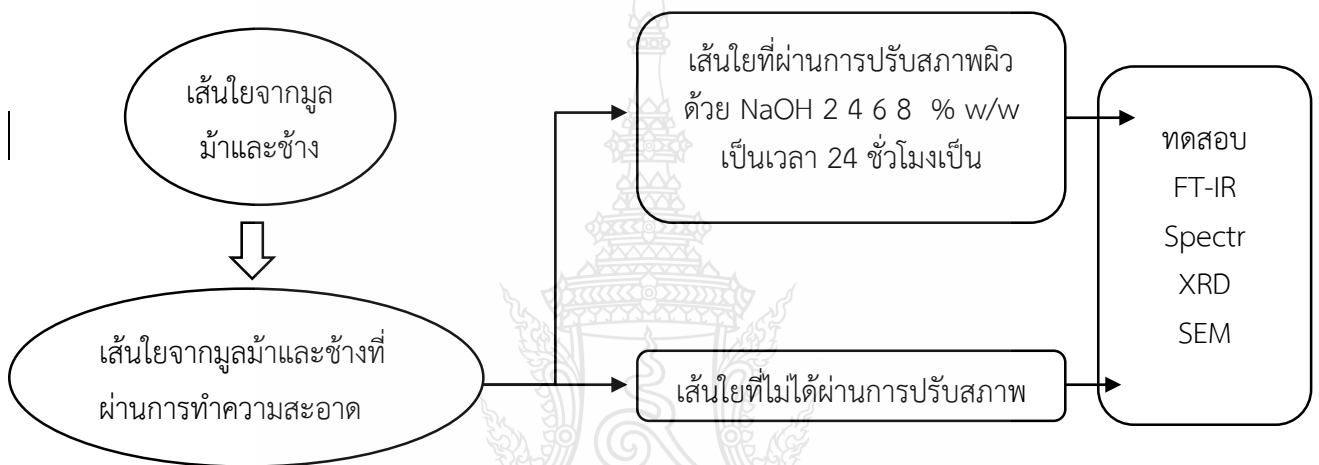 เส้นใยจากมูล
ม้าและช้าง
เส้นใยจากมูลม้าและช้างที่
ผ่านการทำความสะอาด
เส้นใยที่ผ่านการปรับสภาพผิว
ด้วย NaOH 2 4 6 8 % w/w
เป็นเวลา 24 ชั่วโมงเป็น
เส้นใยที่ไม่ได้ผ่านการปรับสภาพ
ทดสอบ
FT-IR
Spectr
XRD
SEM